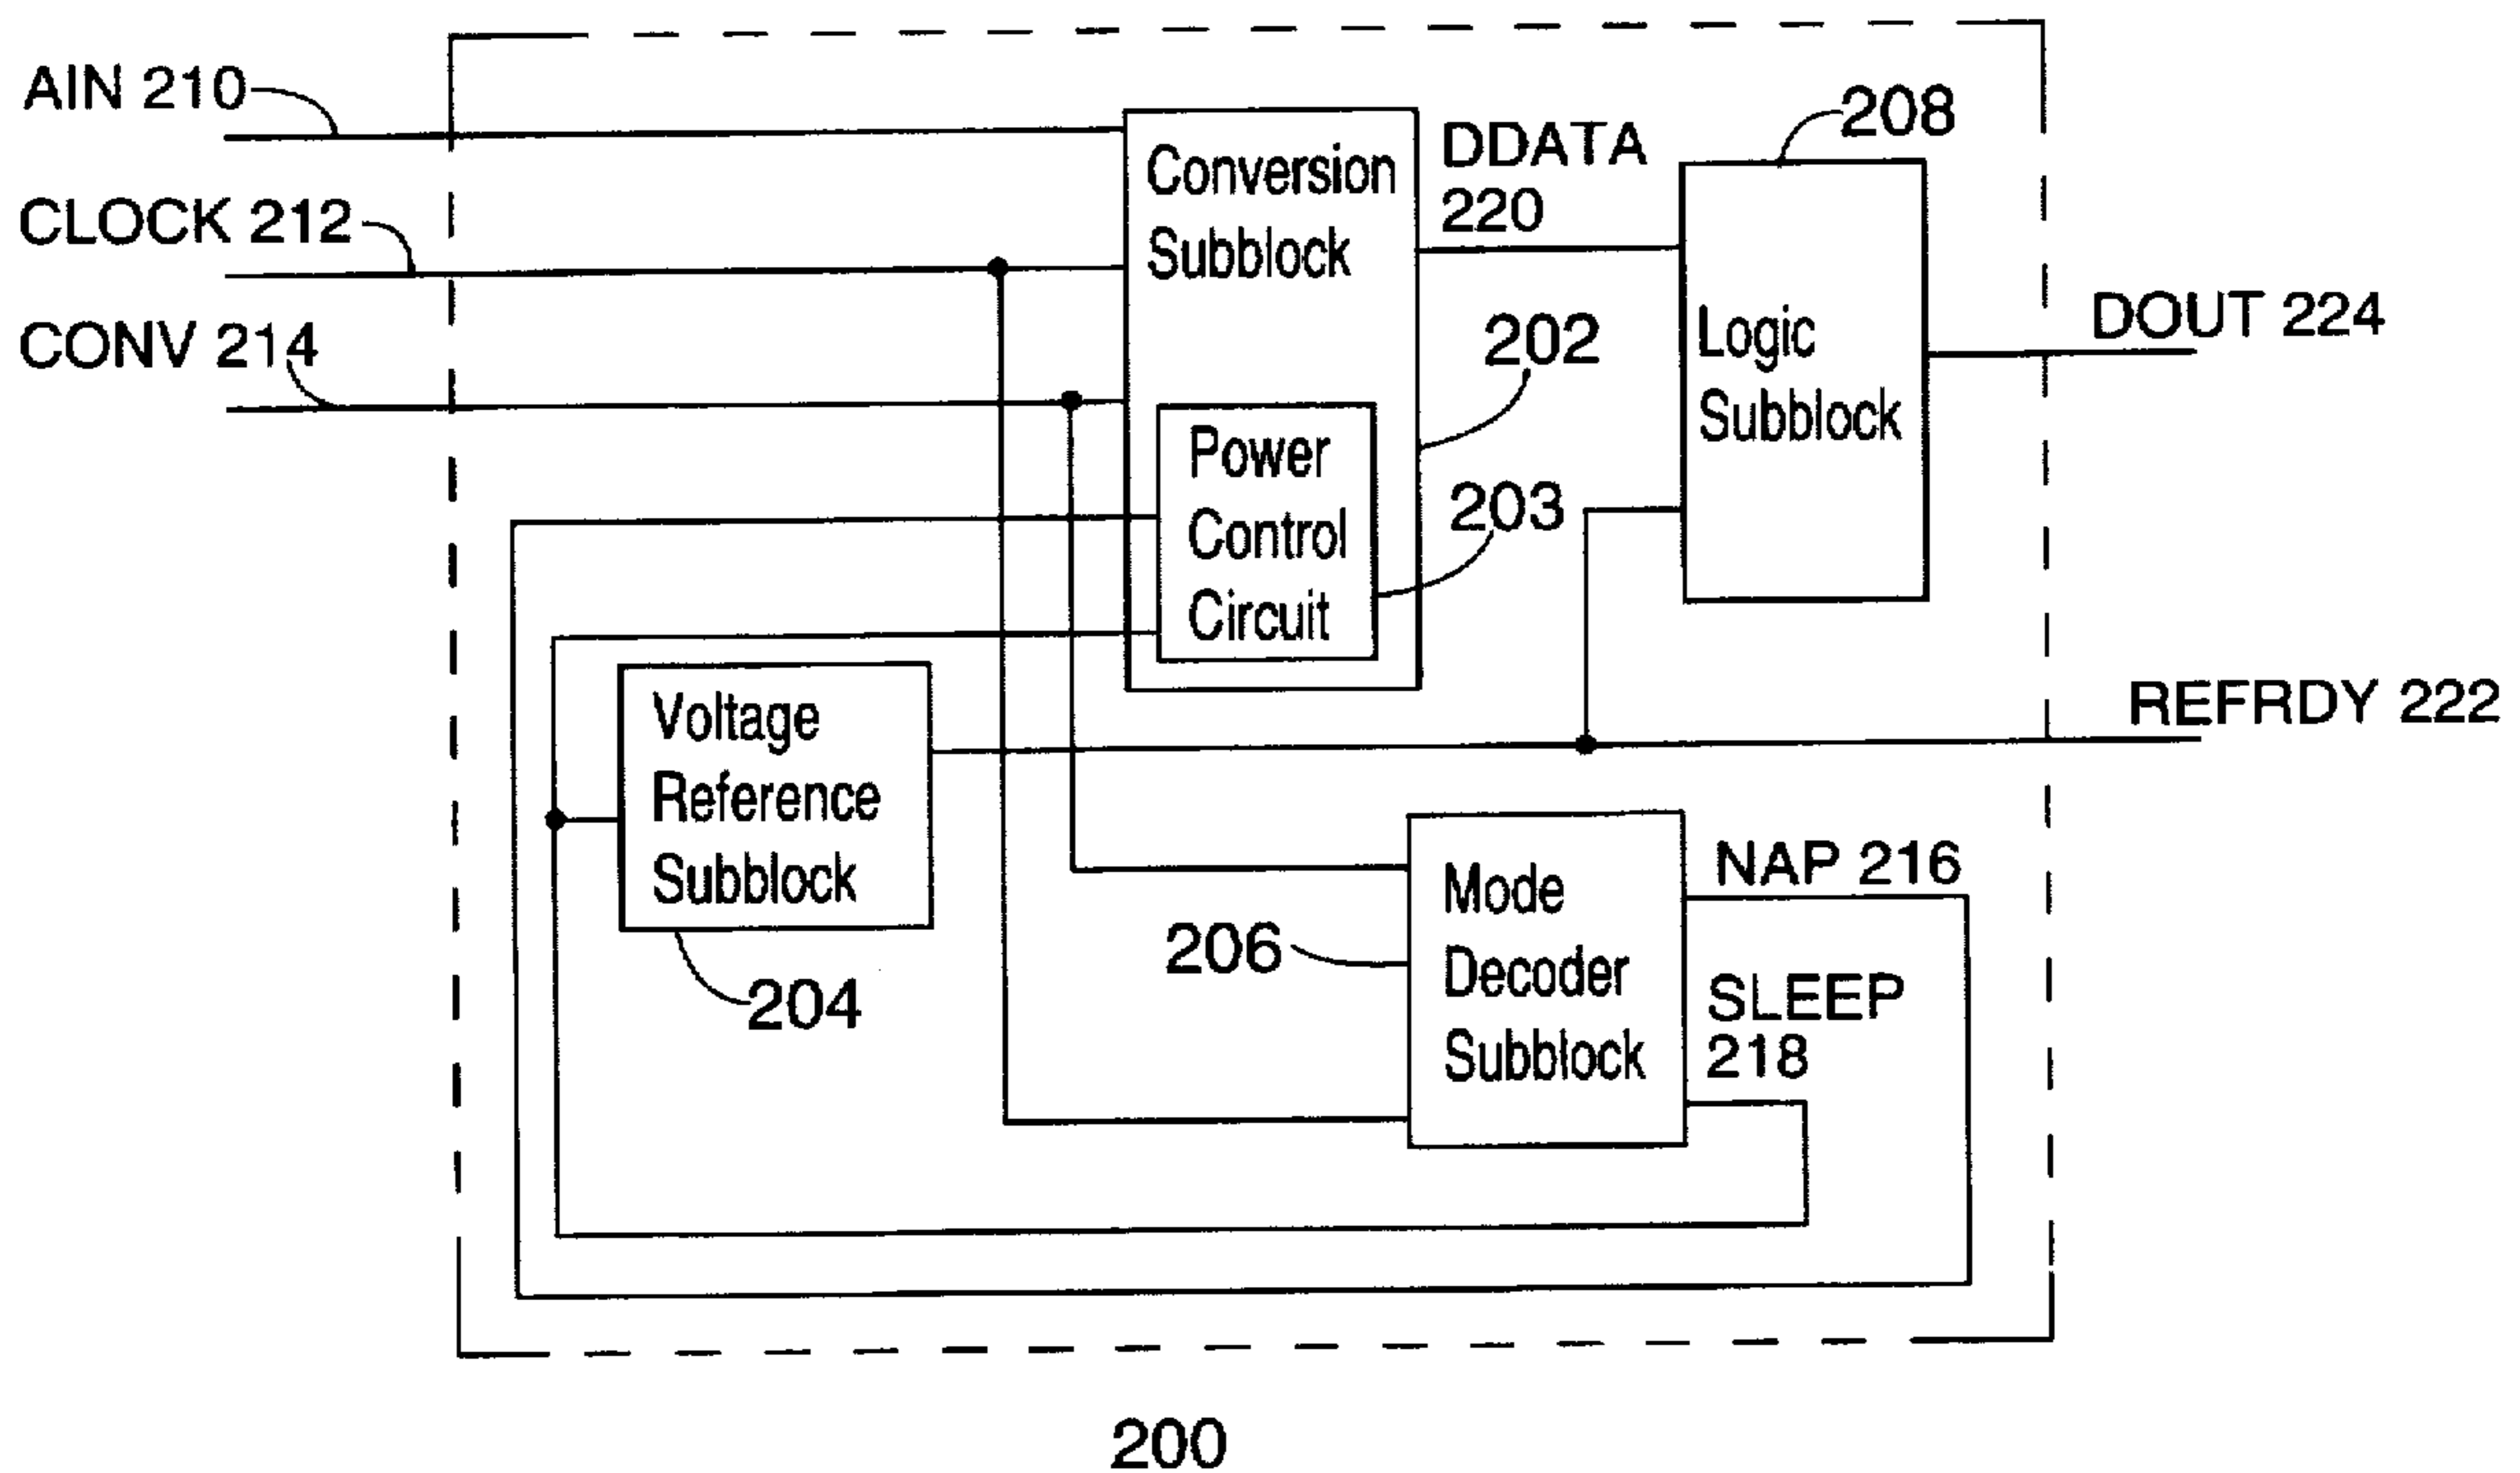 AIN 210
CLOCK 212
CONV 214
Conversion
Subblock
Power
Control
Circuit
DDATA
220
202
203
208
Logic
Subblock
DOUT 224
REFRDY 222
Voltage
Reference
Subblock
204
206
Mode
Decoder
Subblock
NAP 216
SLEEP
218
200